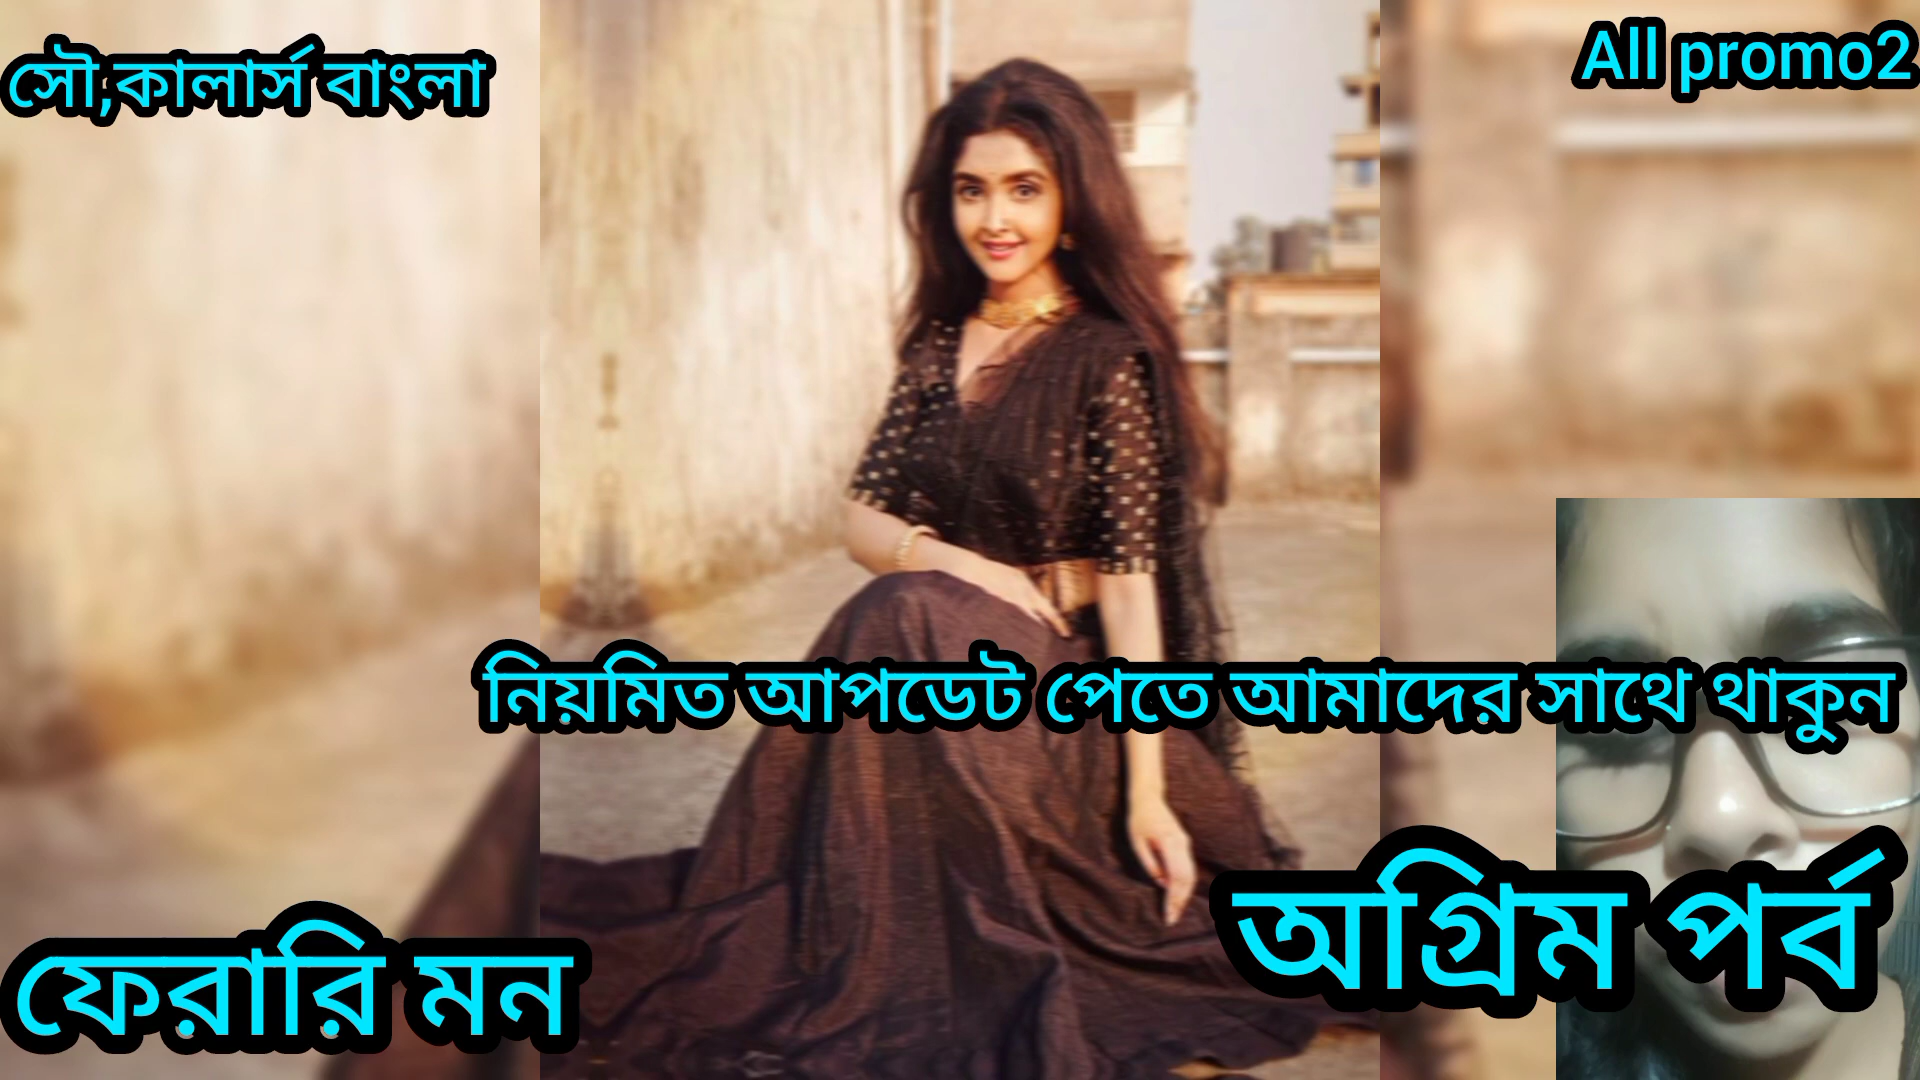 সৌ,কালার্স বাংলা
All promo2
নিয়মিত আপডেট পেতে আমাদের সাথে থাকুন
অগ্রিম পর্ব
ফেরারি মন